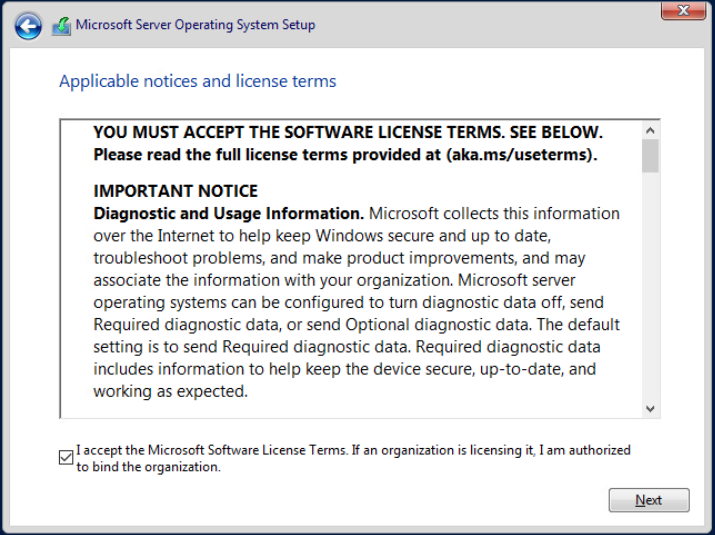 Microsoft Server Operating System Setup
Applicable notices and license terms
YOU MUST ACCEPT THE SOFTWARE LICENSE TERMS. SEE BELOW.
Please read the full license terms provided at (aka.ms/useterms).
IMPORTANT NOTICE
Diagnostic and Usage Information. Microsoft collects this information
over the Internet to help keep Windows secure and up to date,
troubleshoot problems, and make product improvements, and may
associate the information with your organization. Microsoft server
operating systems can be configured to turn diagnostic data off, send
Required diagnostic data, or send Optional diagnostic data. The default
setting is to send Required diagnostic data. Required diagnostic data
includes information to help keep the device secure, up-to-date, and
working as expected.
I accept the Microsoft Software License Terms. If an organization is licensing it, I am authorized
to bind the organization.
Next